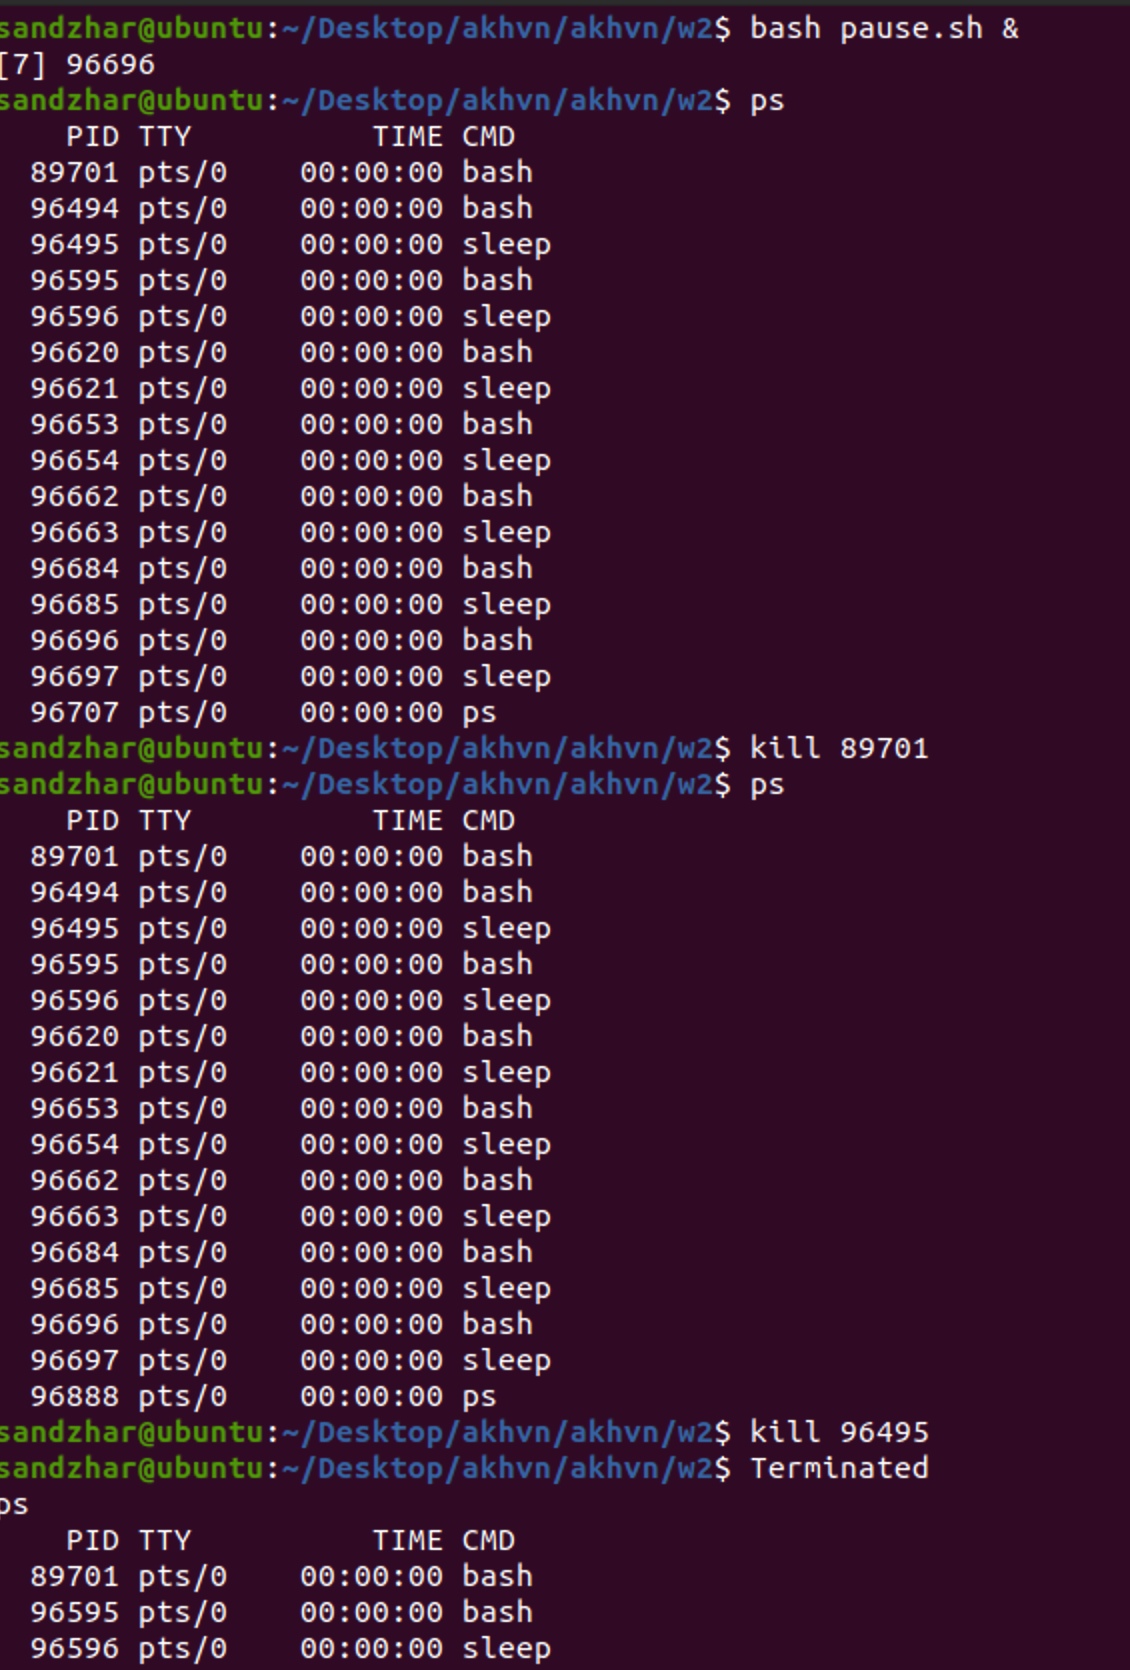 sandzhar@ubuntu:~/Desktop/akhvn/akhvn/w2$ bash pause.sh &
[7] 96696
sandzhar@ubuntu:~/Desktop/akhvn/akhvn/w2$ ps
    PID TTY          TIME CMD
  89701 pts/0    00:00:00 bash
  96494 pts/0    00:00:00 bash
  96495 pts/0    00:00:00 sleep
  96595 pts/0    00:00:00 bash
  96596 pts/0    00:00:00 sleep
  96620 pts/0    00:00:00 bash
  96621 pts/0    00:00:00 sleep
  96653 pts/0    00:00:00 bash
  96654 pts/0    00:00:00 sleep
  96662 pts/0    00:00:00 bash
  96663 pts/0    00:00:00 sleep
  96684 pts/0    00:00:00 bash
  96685 pts/0    00:00:00 sleep
  96696 pts/0    00:00:00 bash
  96697 pts/0    00:00:00 sleep
  96707 pts/0    00:00:00 ps
sandzhar@ubuntu:~/Desktop/akhvn/akhvn/w2$ kill 89701
sandzhar@ubuntu:~/Desktop/akhvn/akhvn/w2$ ps
    PID TTY          TIME CMD
  89701 pts/0    00:00:00 bash
  96494 pts/0    00:00:00 bash
  96495 pts/0    00:00:00 sleep
  96595 pts/0    00:00:00 bash
  96596 pts/0    00:00:00 sleep
  96620 pts/0    00:00:00 bash
  96621 pts/0    00:00:00 sleep
  96653 pts/0    00:00:00 bash
  96654 pts/0    00:00:00 sleep
  96662 pts/0    00:00:00 bash
  96663 pts/0    00:00:00 sleep
  96684 pts/0    00:00:00 bash
  96685 pts/0    00:00:00 sleep
  96696 pts/0    00:00:00 bash
  96697 pts/0    00:00:00 sleep
  96888 pts/0    00:00:00 ps
sandzhar@ubuntu:~/Desktop/akhvn/akhvn/w2$ kill 96495
sandzhar@ubuntu:~/Desktop/akhvn/akhvn/w2$ Terminated
ps
    PID TTY          TIME CMD
  89701 pts/0    00:00:00 bash
  96595 pts/0    00:00:00 bash
  96596 pts/0    00:00:00 sleep